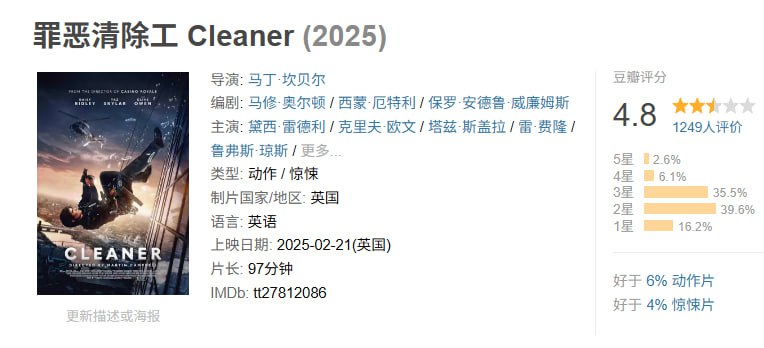 罪恶清除工 Cleaner (2025)
FROM THE DIRECTOR OF CASINO ROYALE
DAISY RIDLEY TAZ SKYLAR CLIVE OWEN
CLEANER
DIRECTED BY MARTIN CAMPBELL
更新描述或海报
导演: 马丁·坎贝尔
编剧: 马修·奥尔顿 / 西蒙·厄特利 / 保罗·安德鲁·威廉姆斯
主演: 黛西·雷德利 / 克里夫·欧文 / 塔兹·斯盖拉 / 雷·费隆 /
鲁弗斯·琼斯 / 更多...
类型: 动作 / 惊悚
制片国家/地区: 英国
语言: 英语
上映日期: 2025-02-21(英国)
片长: 97分钟
IMDb: tt27812086
豆瓣评分
4.8
1249人评价
5星 2.6%
4星 6.1%
3星 35.5%
2星 39.6%
1星 16.2%
好于 6% 动作片
好于 4% 惊悚片